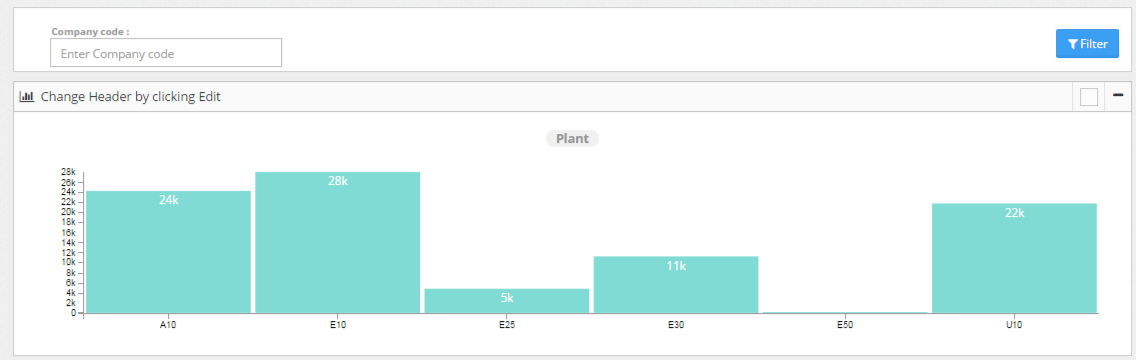 Company code :
Enter Company code
Filter
Change Header by clicking Edit
Plant
28k
26k
24k
22k
20k
18k
16k
14k
12k
10k
8k
6k
4k
2k
0
24k
28k
5k
11k
22k
A10
E10
E25
E30
E50
U10